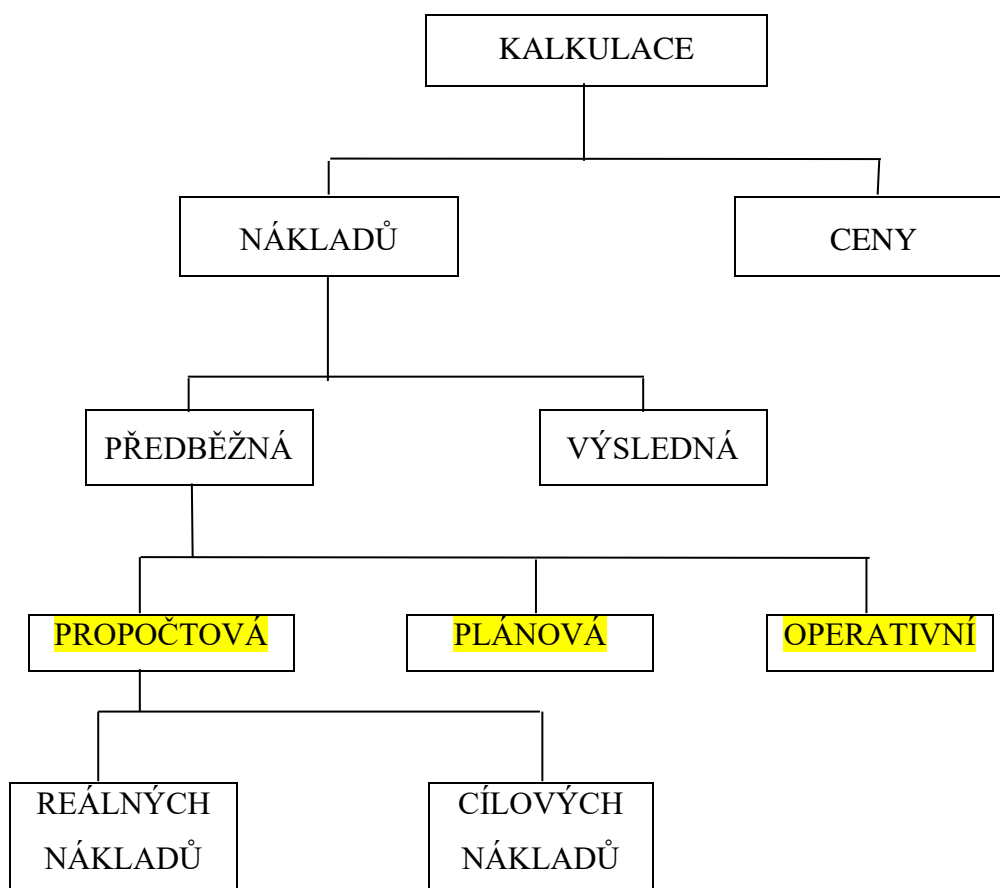 KALKULACE
NÁKLADŮ
CENY
PŘEDBĚŽNÁ
VÝSLEDNÁ
PROPOČTOVÁ
PLÁNOVÁ
OPERATIVNÍ
REÁLNÝCH
NÁKLADŮ
CÍLOVÝCH
NÁKLADŮ